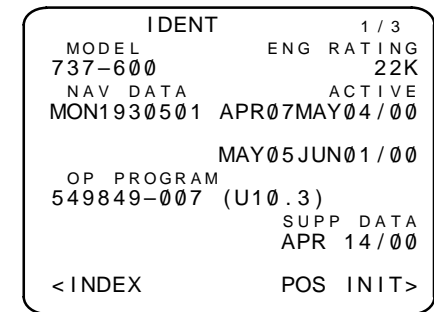 IDENT 1/3
MODEL ENG RATING
737-600 22K
NAV DATA ACTIVE
MON1930501 APR07MAY04/00
MAY05JUN01/00
OP PROGRAM
549849-007 (U10.3)
SUPP DATA
APR 14/00
<INDEX POS INIT>